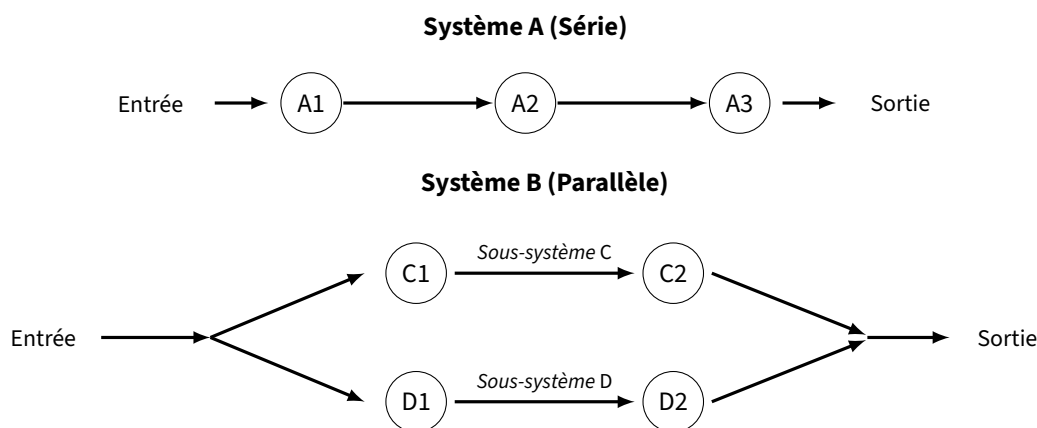 Système A (Série)
Entrée A1 A2 A3 Sortie
Système B (Parallèle)
C1 Sous-système C C2
Entrée Sortie
D1 Sous-système D D2